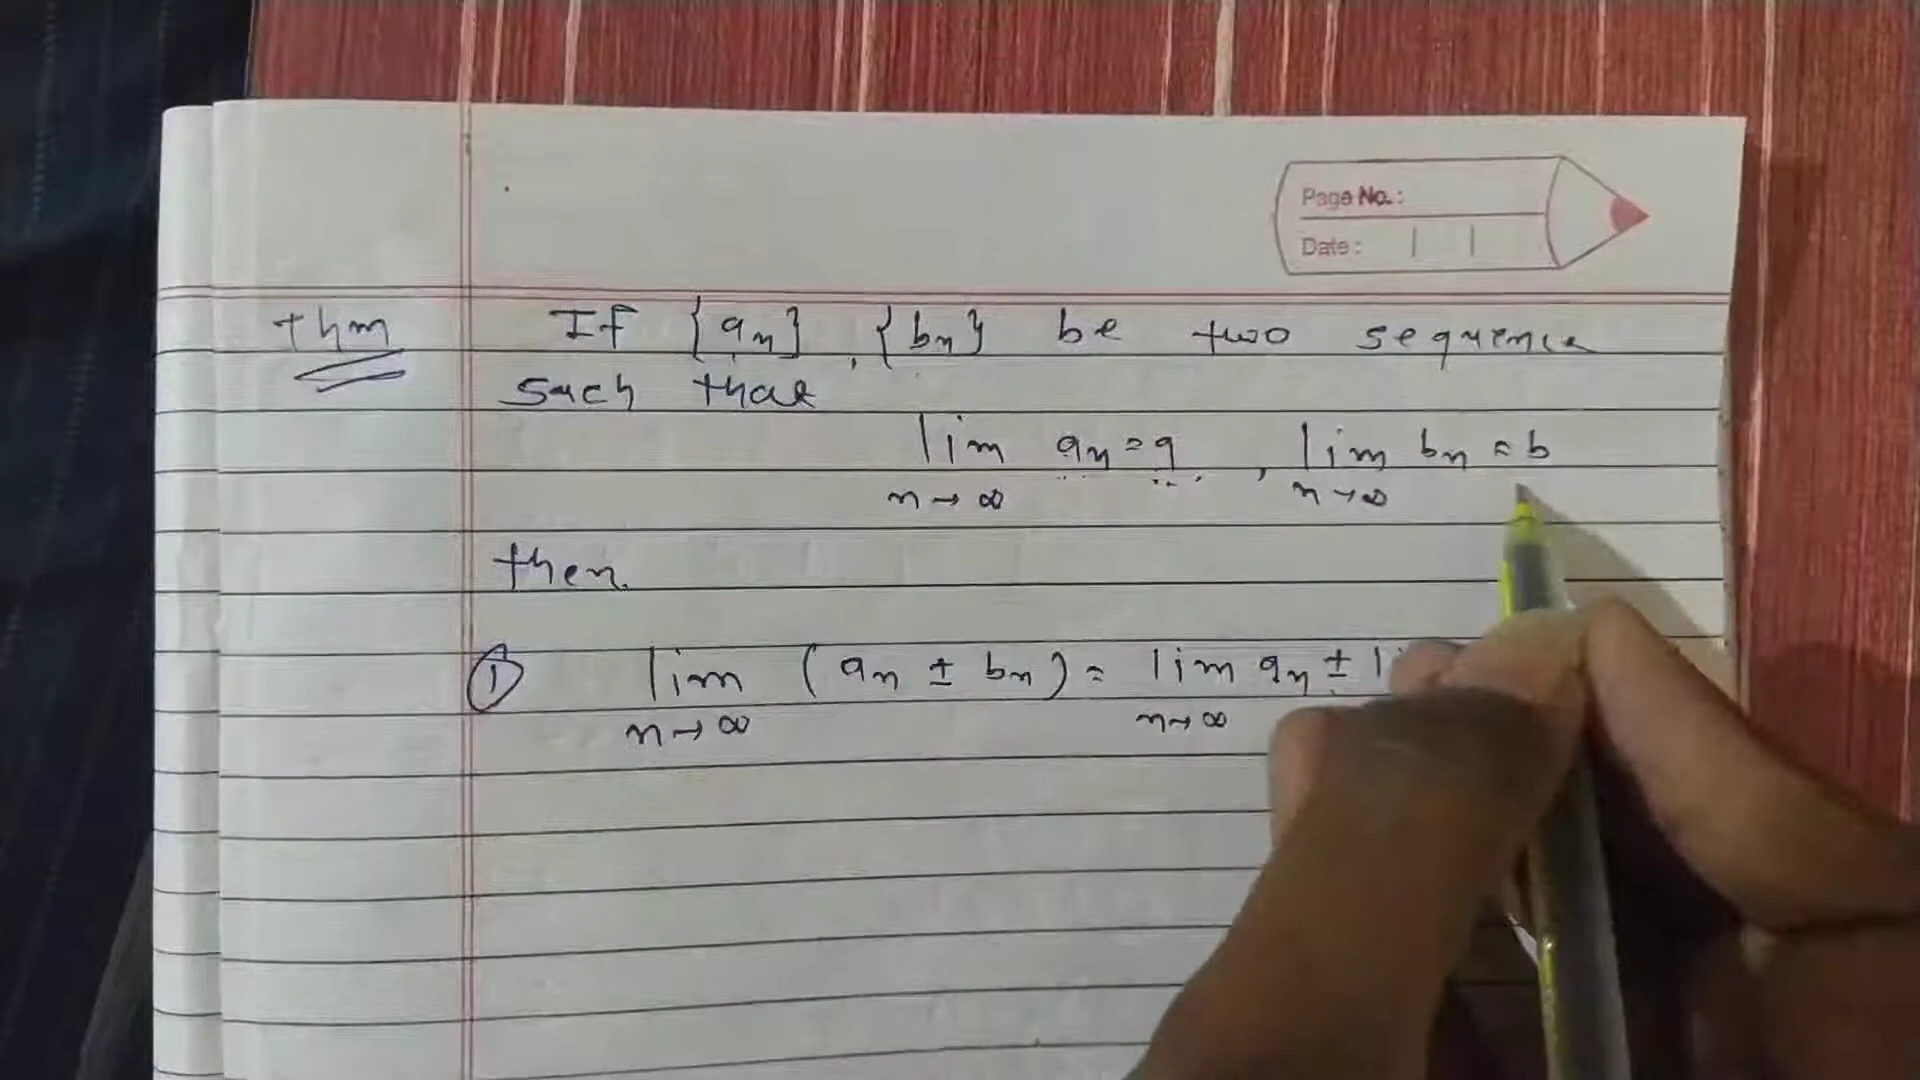 Page No. :
Date :
thm If {an}, {bn} be two sequence
such that
lim an = a , lim bn = b
n → ∞ n → ∞
then
① lim (an ± bn) = lim an ±
n → ∞ n → ∞